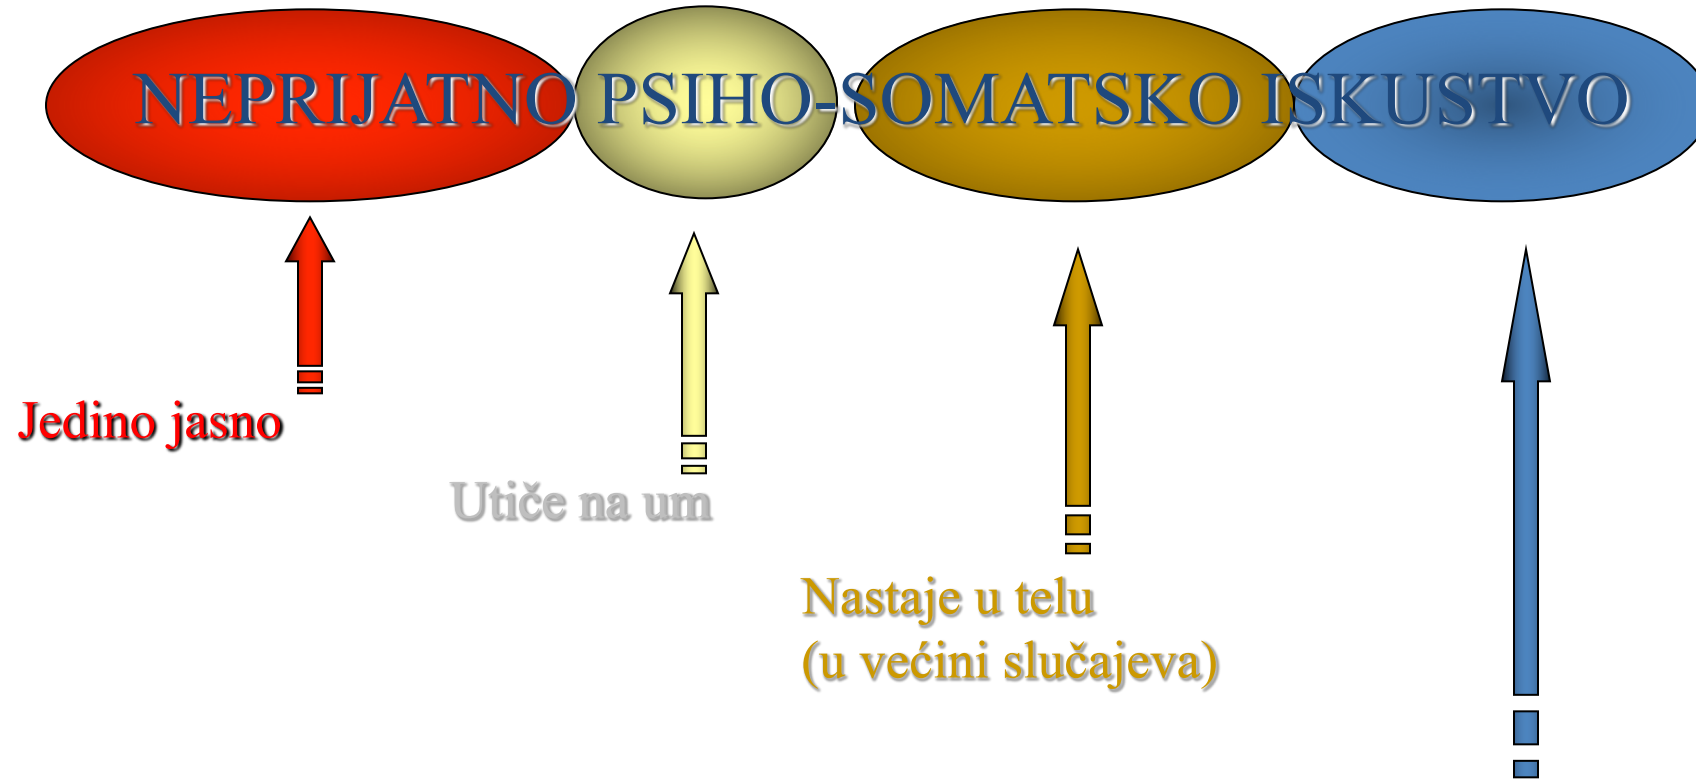 NEPRIJATNO PSIHO-SOMATSKO ISKUSTVO
Jedino jasno
Utiče na um
Nastaje u telu
(u većini slučajeva)